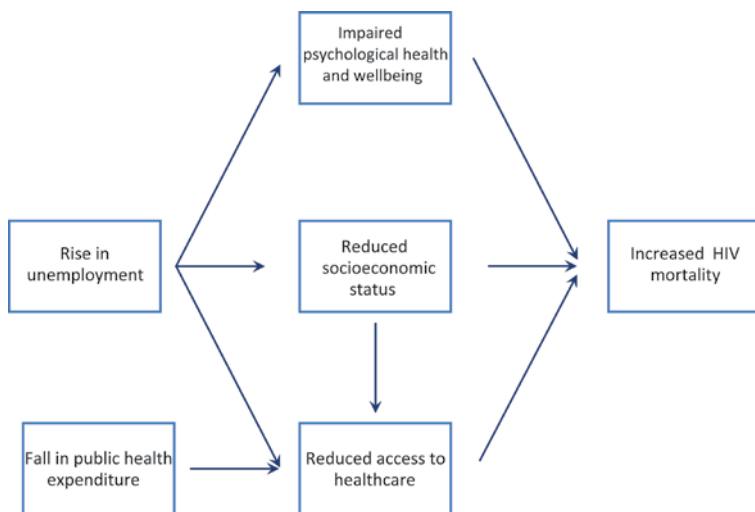 Impaired
psychological health
and wellbeing
Rise in
unemployment
Reduced
socioeconomic
status
Increased HIV
mortality
Fall in public health
expenditure
Reduced access to
healthcare